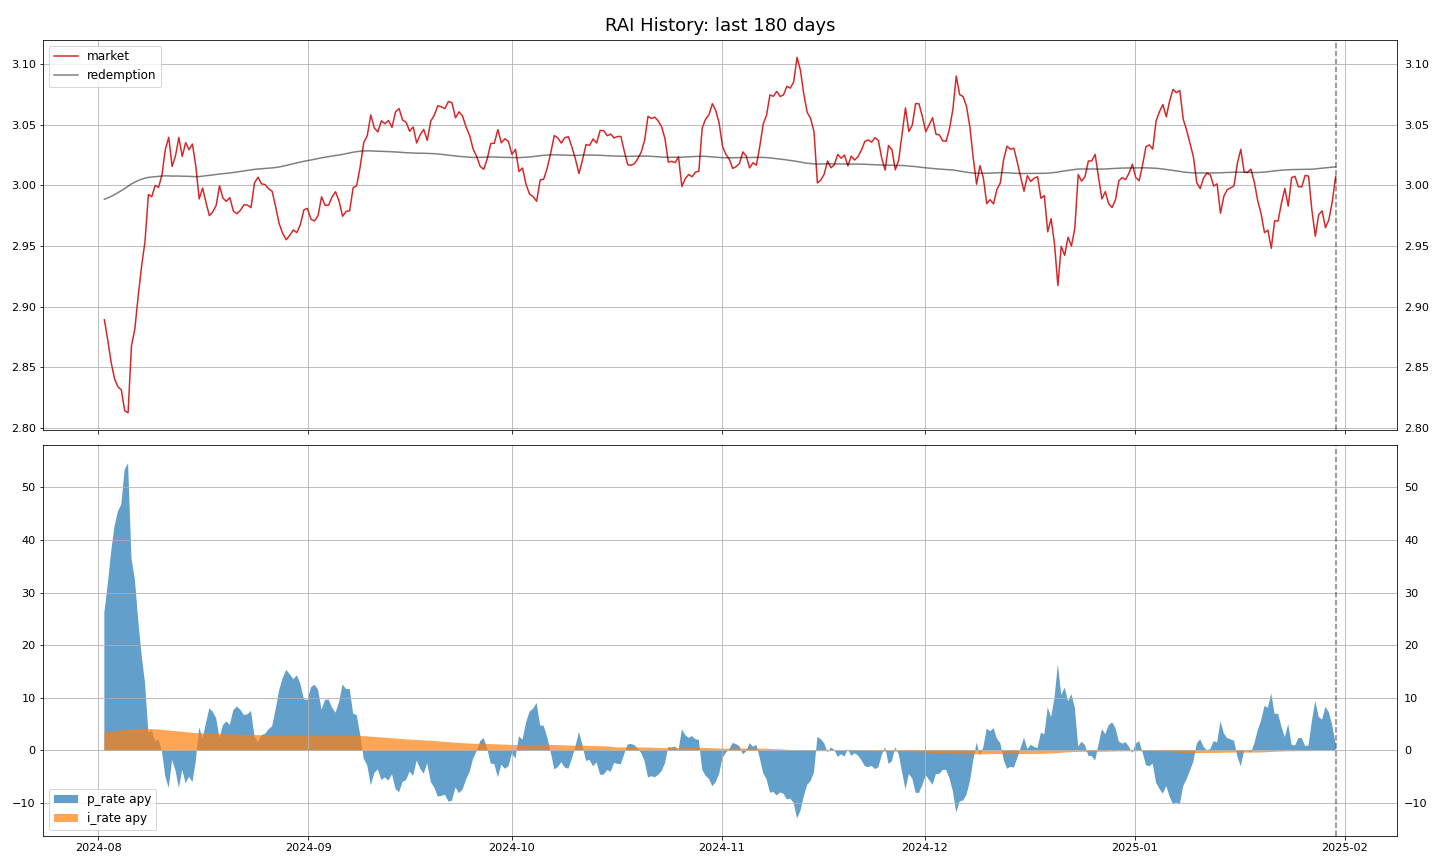 RAI History: last 180 days
market
redemption
3.10 3.10
3.05 3.05
3.00 3.00
2.95 2.95
2.90 2.90
2.85 2.85
2.80 2.80
50 50
40 40
30 30
20 20
10 10
0 0
−10 −10
p_rate apy
i_rate apy
2024-08 2024-09 2024-10 2024-11 2024-12 2025-01 2025-02